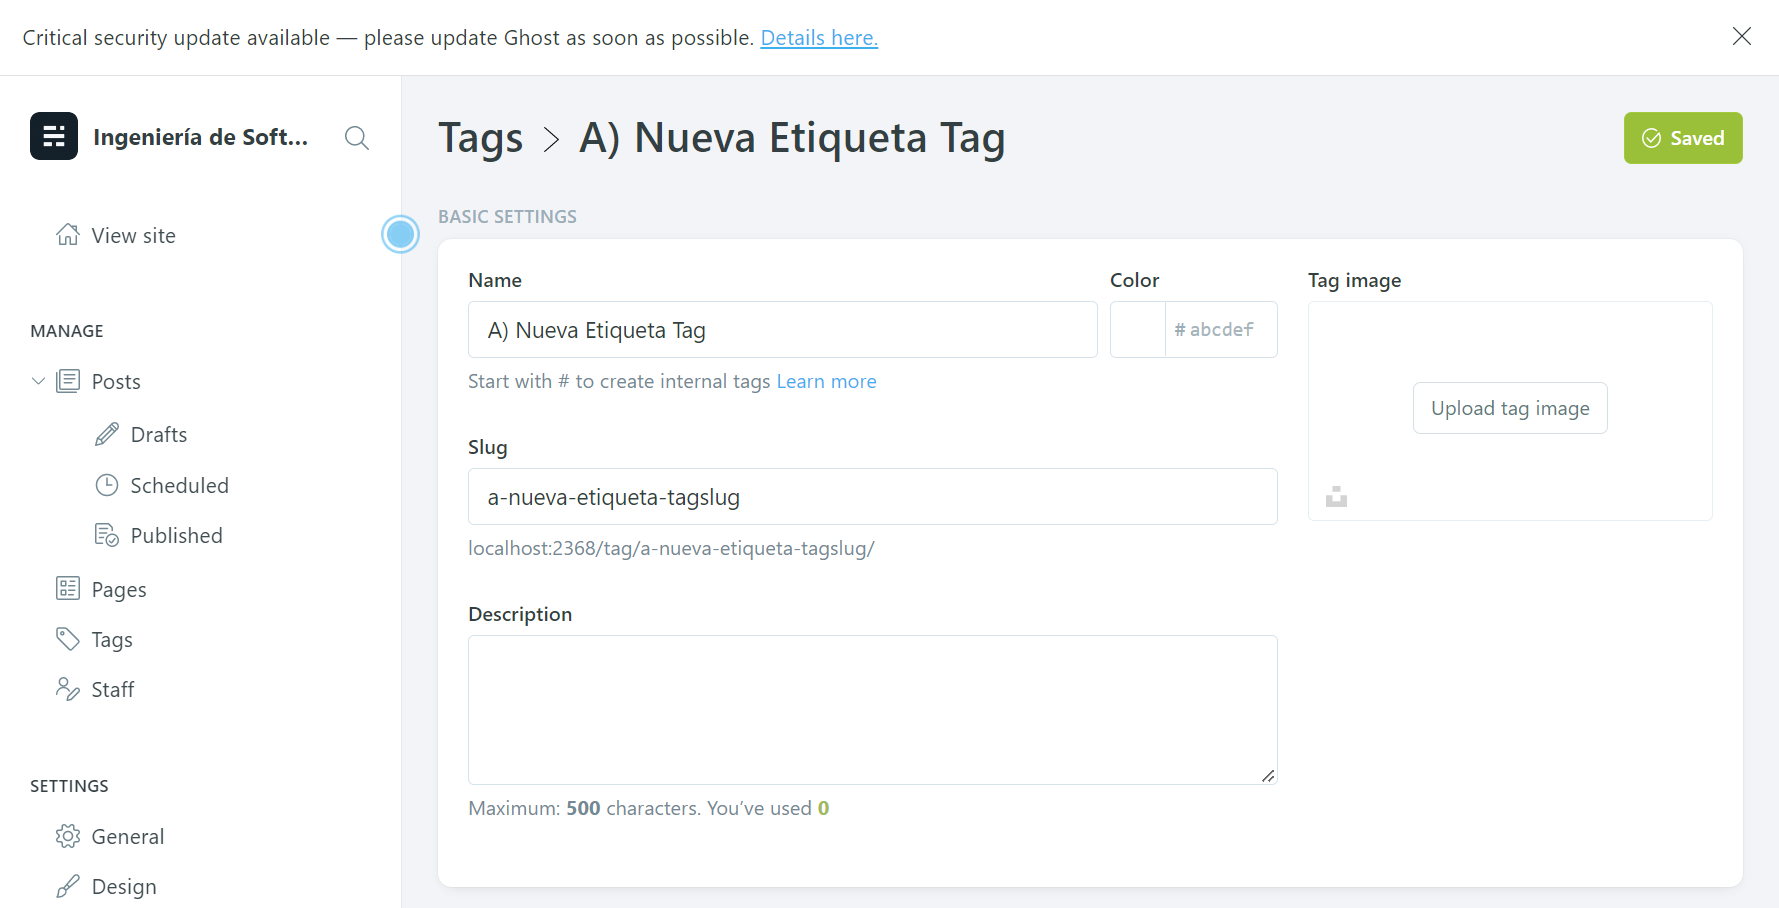 Critical security update available — please update Ghost as soon as possible. Details here.
Ingeniería de Soft...
View site
MANAGE
Posts
Drafts
Scheduled
Published
Pages
Tags
Staff
SETTINGS
General
Design
Tags > A) Nueva Etiqueta Tag
Saved
BASIC SETTINGS
Name
A) Nueva Etiqueta Tag
Start with # to create internal tags Learn more
Color
# abcdef
Slug
a-nueva-etiqueta-tagslug
localhost:2368/tag/a-nueva-etiqueta-tagslug/
Description
Maximum: 500 characters. You’ve used 0
Tag image
Upload tag image